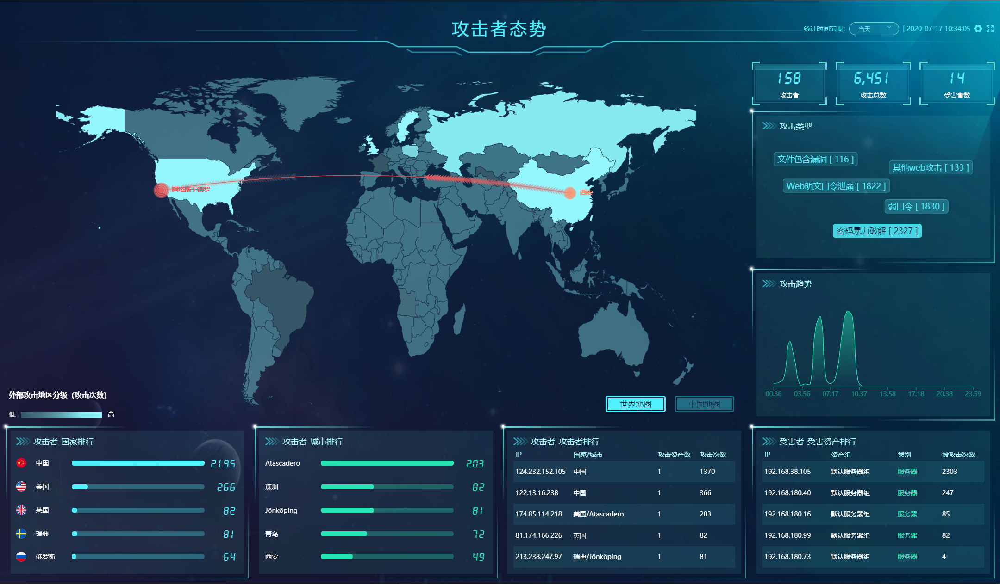 攻击者态势
统计时间范围: 当天 | 2020-07-17 10:34:05
158
攻击者
6,451
攻击总数
14
受害者数
攻击类型
文件包含漏洞 [ 116 ]
其他web攻击 [ 133 ]
Web明文口令泄露 [ 1822 ]
弱口令 [ 1830 ]
密码暴力破解 [ 2327 ]
阿塔斯卡德罗
西安
攻击趋势
00:36 03:56 07:17 10:37 13:58 17:18 20:38 23:59
外部攻击地区分级 (攻击次数)
低 高
世界地图
中国地图
攻击者-国家排行
中国 2195
美国 266
英国 82
瑞典 81
俄罗斯 64
攻击者-城市排行
Atascadero 203
深圳 82
Jönköping 81
青岛 72
西安 49
攻击者-攻击者排行
IP 国家/城市 攻击资产数 攻击次数
124.232.152.105 中国 1 1370
122.13.16.238 中国 1 366
174.85.114.218 美国/Atascadero 1 203
81.174.166.226 英国 1 82
213.238.247.97 瑞典/Jönköping 1 81
受害者-受害资产排行
IP 资产组 类别 被攻击次数
192.168.38.105 默认服务器组 服务器 2303
192.168.180.40 默认服务器组 服务器 247
192.168.180.16 默认服务器组 服务器 85
192.168.180.99 默认服务器组 服务器 82
192.168.180.73 默认服务器组 服务器 4